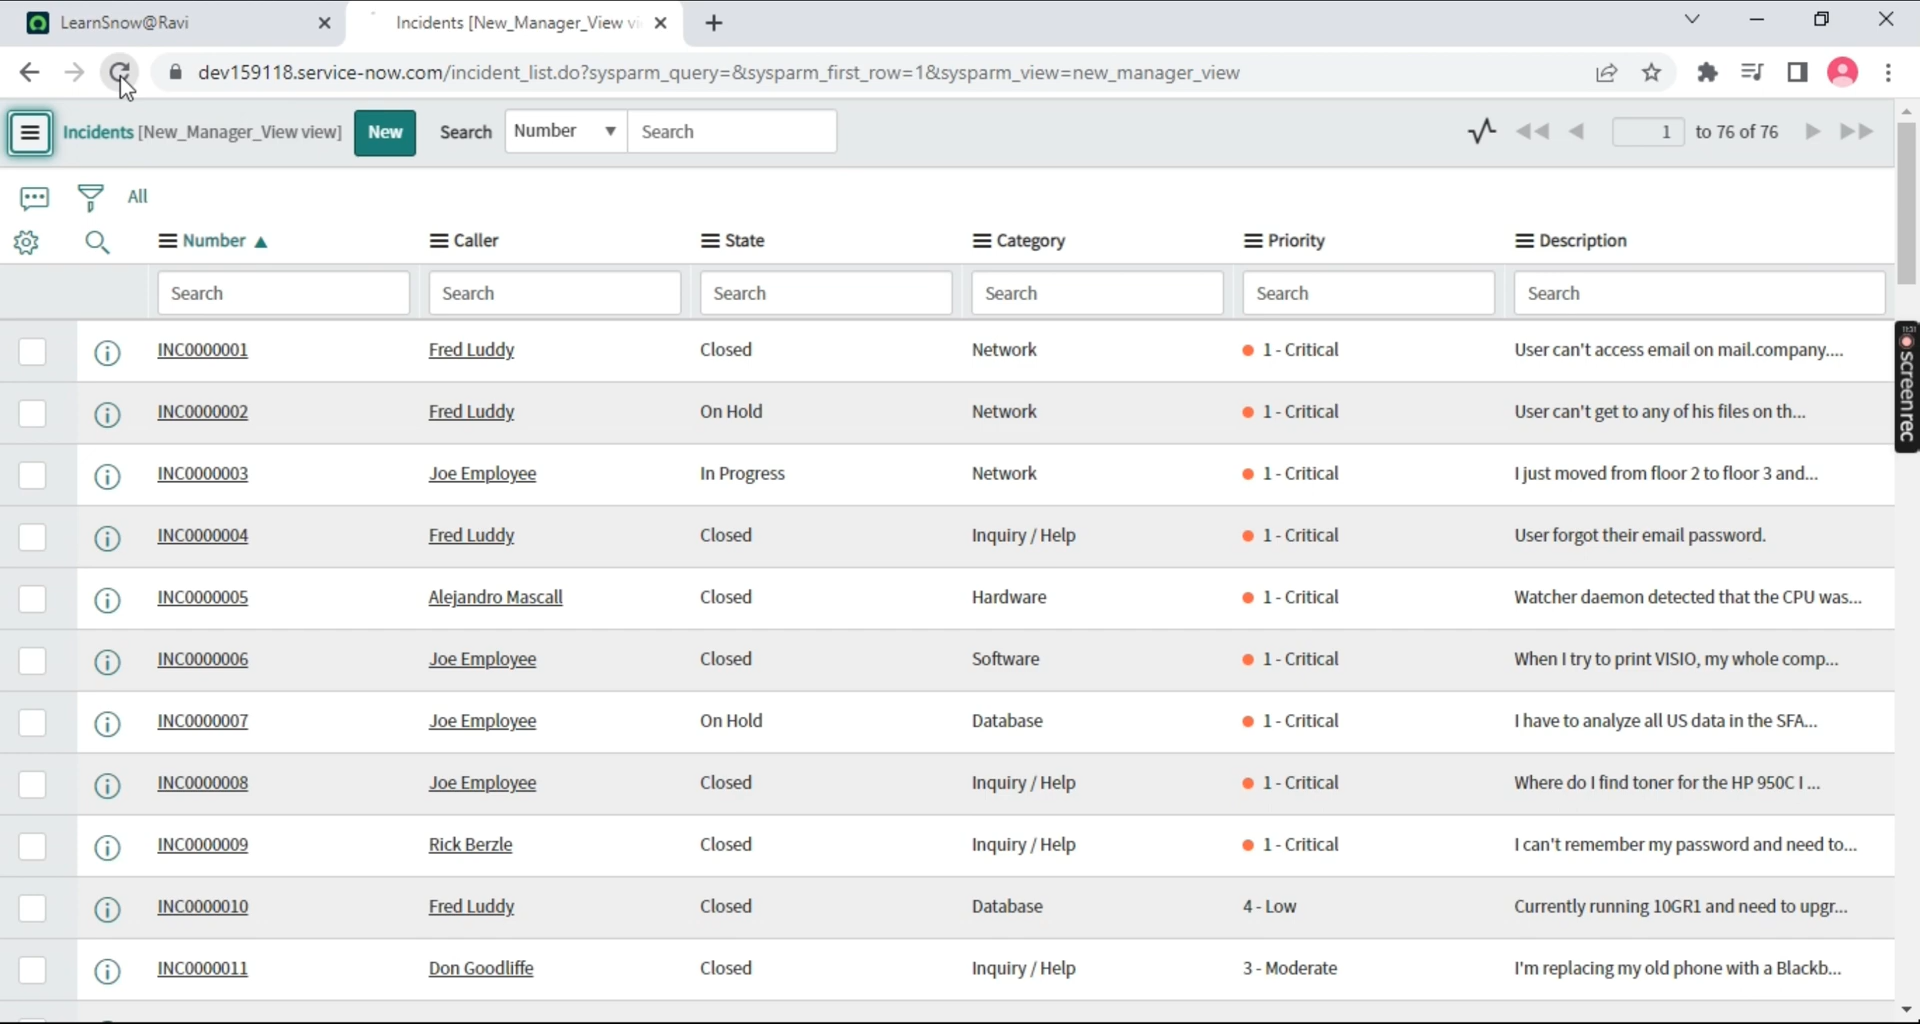 LearnSnow@Ravi
Incidents [New_Manager_View vi
dev159118.service-now.com/incident_list.do?sysparm_query=&sysparm_first_row=1&sysparm_view=new_manager_view
Incidents [New_Manager_View view] New Search Number Search 1 to 76 of 76
All
Number Caller State Category Priority Description
Search Search Search Search Search Search
INC0000001 Fred Luddy Closed Network 1 - Critical User can't access email on mail.company....
INC0000002 Fred Luddy On Hold Network 1 - Critical User can't get to any of his files on th...
INC0000003 Joe Employee In Progress Network 1 - Critical I just moved from floor 2 to floor 3 and...
INC0000004 Fred Luddy Closed Inquiry / Help 1 - Critical User forgot their email password.
INC0000005 Alejandro Mascall Closed Hardware 1 - Critical Watcher daemon detected that the CPU was...
INC0000006 Joe Employee Closed Software 1 - Critical When I try to print VISIO, my whole comp...
INC0000007 Joe Employee On Hold Database 1 - Critical I have to analyze all US data in the SFA...
INC0000008 Joe Employee Closed Inquiry / Help 1 - Critical Where do I find toner for the HP 950C I ...
INC0000009 Rick Berzle Closed Inquiry / Help 1 - Critical I can't remember my password and need to...
INC0000010 Fred Luddy Closed Database 4 - Low Currently running 10GR1 and need to upgr...
INC0000011 Don Goodliffe Closed Inquiry / Help 3 - Moderate I'm replacing my old phone with a Blackb...
screenrec